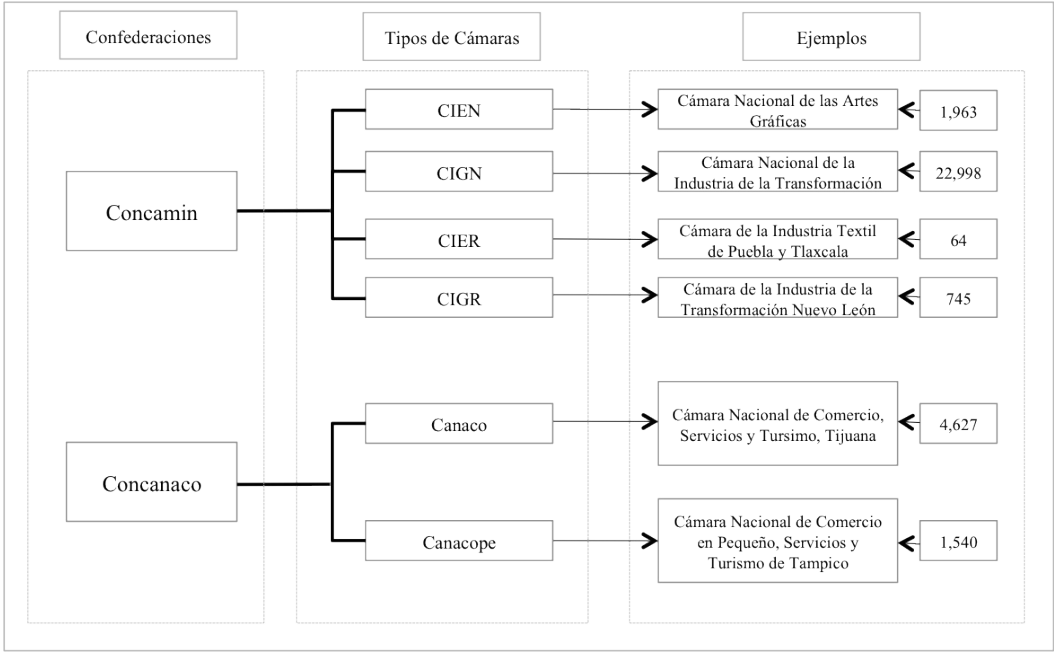 Confederaciones
Tipos de Cámaras
Ejemplos
Concamin
CIEN
Cámara Nacional de las Artes
Gráficas
1,963
CIGN
Cámara Nacional de la
Industria de la Transformación
22,998
CIER
Cámara de la Industria Textil
de Puebla y Tlaxcala
64
CIGR
Cámara de la Industria de la
Transformación Nuevo León
745
Concanaco
Canaco
Cámara Nacional de Comercio,
Servicios y Tursimo, Tijuana
4,627
Canacope
Cámara Nacional de Comercio
en Pequeño, Servicios y
Turismo de Tampico
1,540